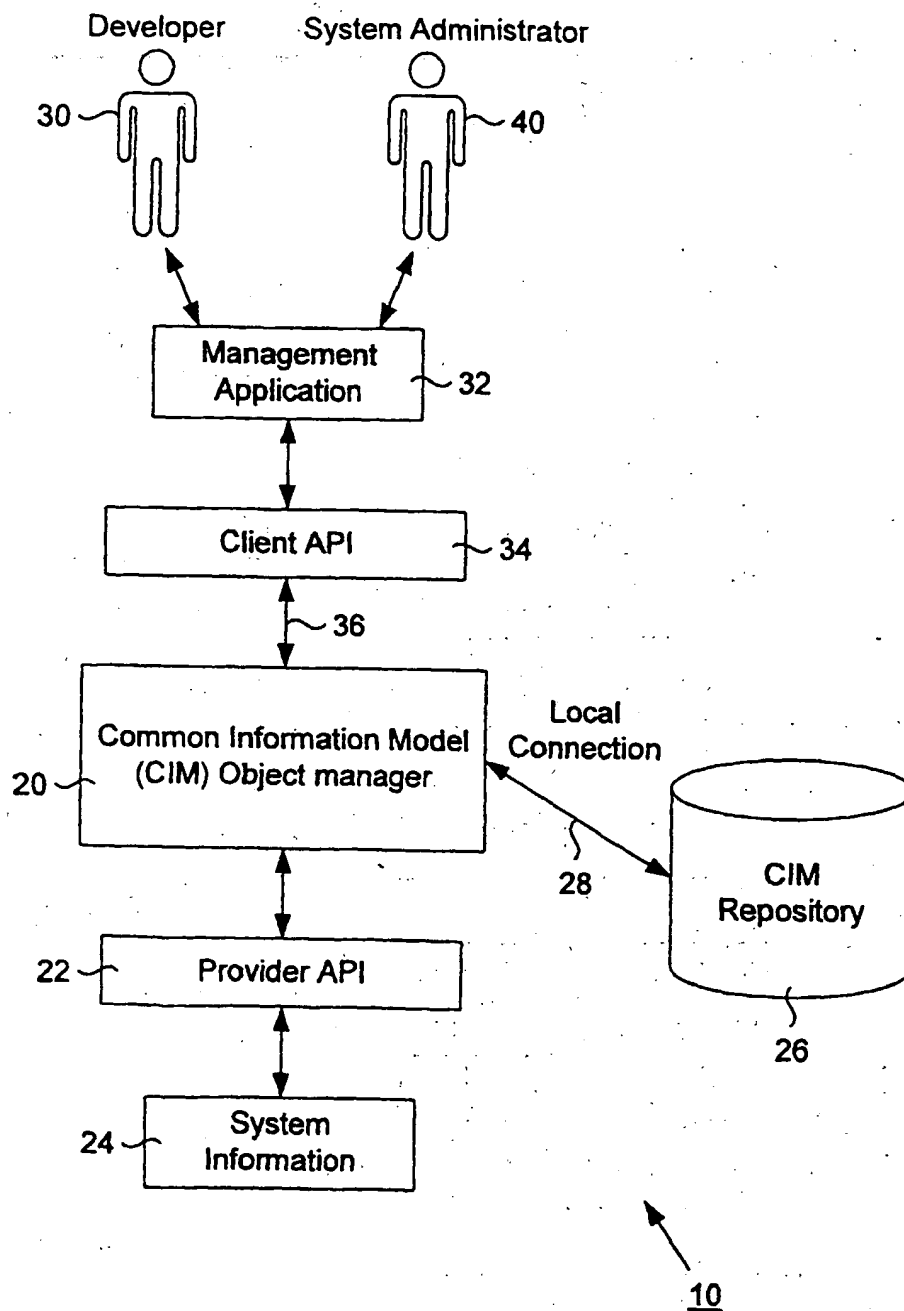 Developer
System Administrator
30
40
Management
Application
32
Client API
34
36
Common Information Model
(CIM) Object manager
20
Local
Connection
28
CIM
Repository
26
22
Provider API
24
System
Information
10